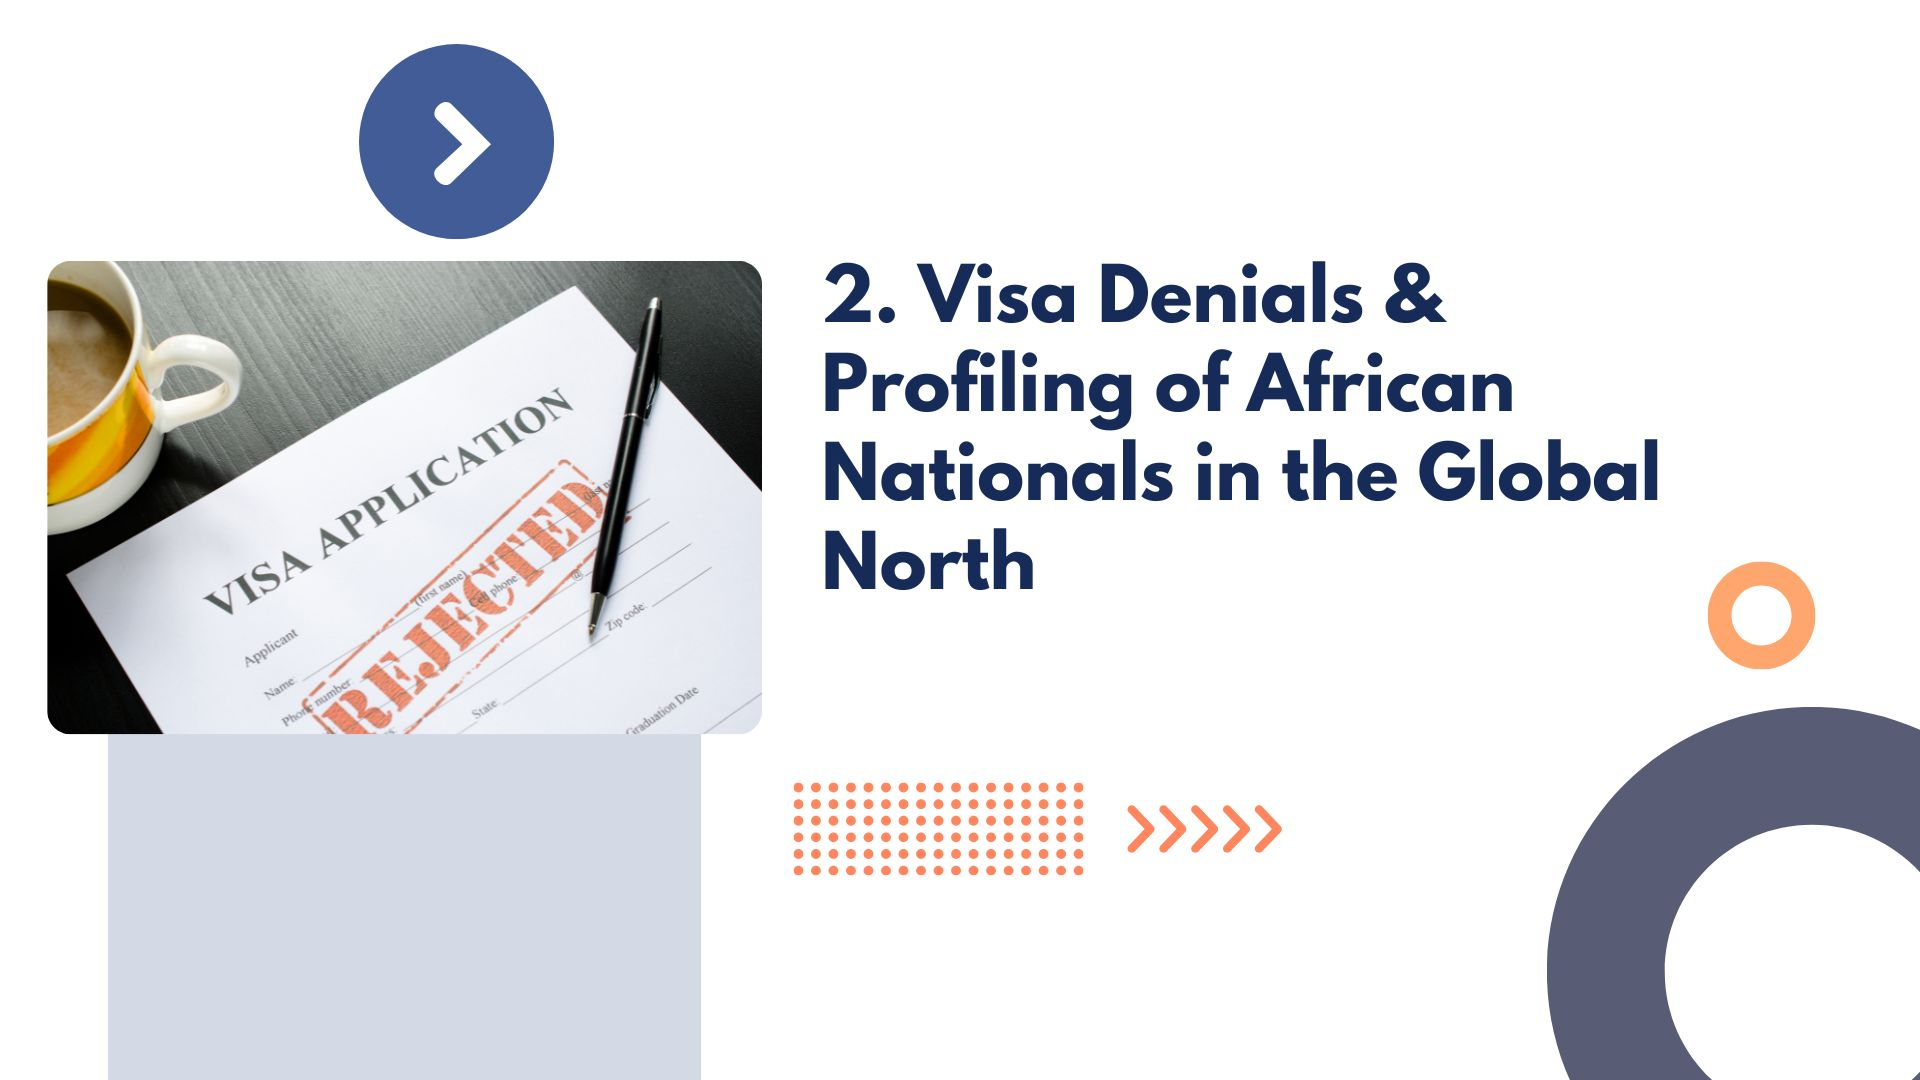 2. Visa Denials &
Profiling of African
Nationals in the Global
North
VISA APPLICATION
REJECTED
Applicant
Name:
(first name)
Phone number:
Cell phone
@
State:
Zip code:
Graduation Date